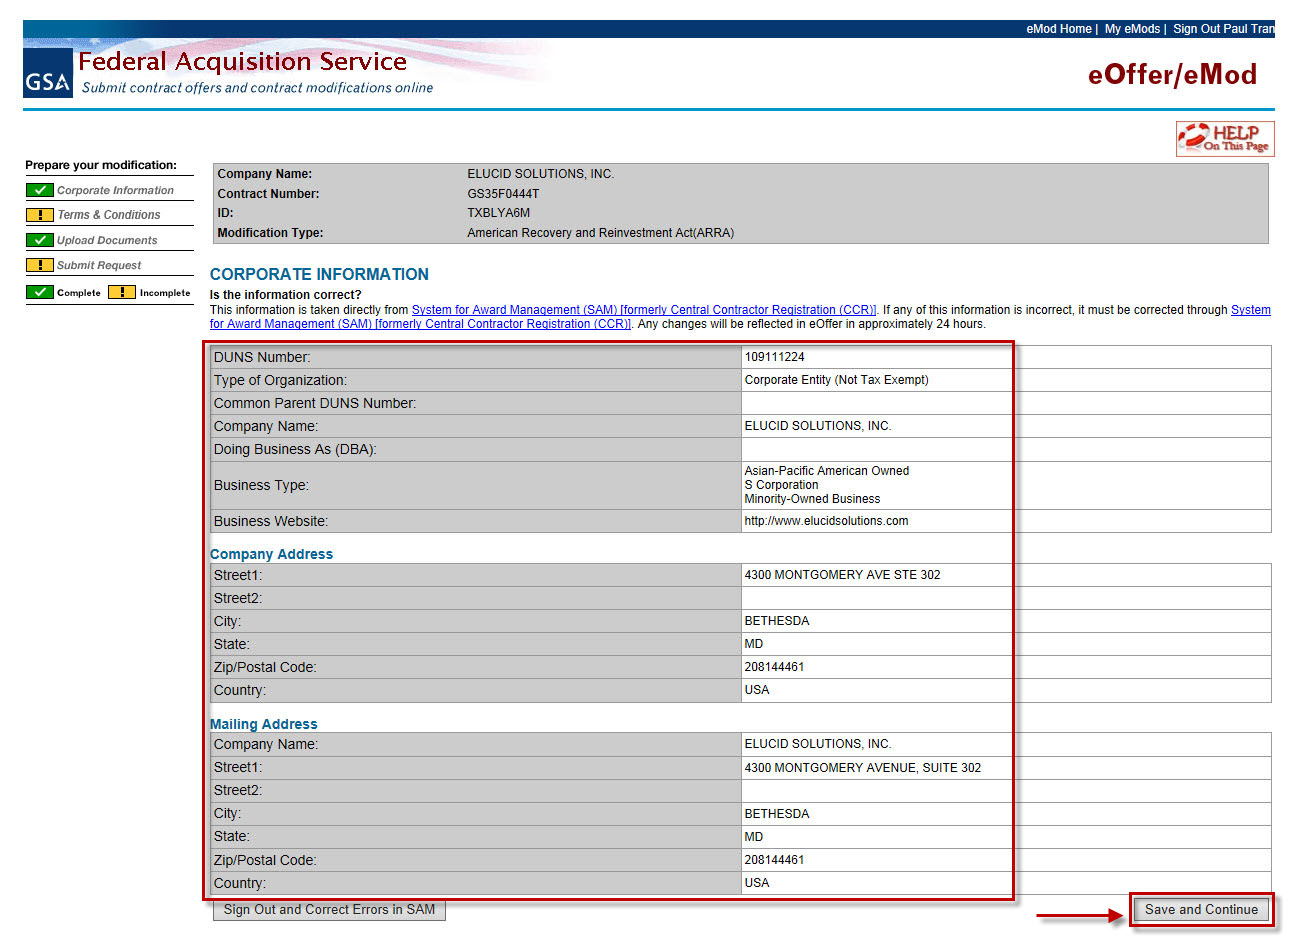 eMod Home | My eMods | Sign Out Paul Tran
GSA
Federal Acquisition Service
Submit contract offers and contract modifications online
eOffer/eMod
HELP
On This Page
Prepare your modification:
Corporate Information
Terms & Conditions
Upload Documents
Submit Request
Complete ! Incomplete
Company Name: ELUCID SOLUTIONS, INC.
Contract Number: GS35F0444T
ID: TXBLYA6M
Modification Type: American Recovery and Reinvestment Act(ARRA)
CORPORATE INFORMATION
Is the information correct?
This information is taken directly from System for Award Management (SAM) [formerly Central Contractor Registration (CCR)]. If any of this information is incorrect, it must be corrected through System
for Award Management (SAM) [formerly Central Contractor Registration (CCR)]. Any changes will be reflected in eOffer in approximately 24 hours.
DUNS Number: 109111224
Type of Organization: Corporate Entity (Not Tax Exempt)
Common Parent DUNS Number:
Company Name: ELUCID SOLUTIONS, INC.
Doing Business As (DBA):
Business Type: Asian-Pacific American Owned
S Corporation
Minority-Owned Business
Business Website: http://www.elucidsolutions.com
Company Address
Street1: 4300 MONTGOMERY AVE STE 302
Street2:
City: BETHESDA
State: MD
Zip/Postal Code: 208144461
Country: USA
Mailing Address
Company Name: ELUCID SOLUTIONS, INC.
Street1: 4300 MONTGOMERY AVENUE, SUITE 302
Street2:
City: BETHESDA
State: MD
Zip/Postal Code: 208144461
Country: USA
Sign Out and Correct Errors in SAM
Save and Continue